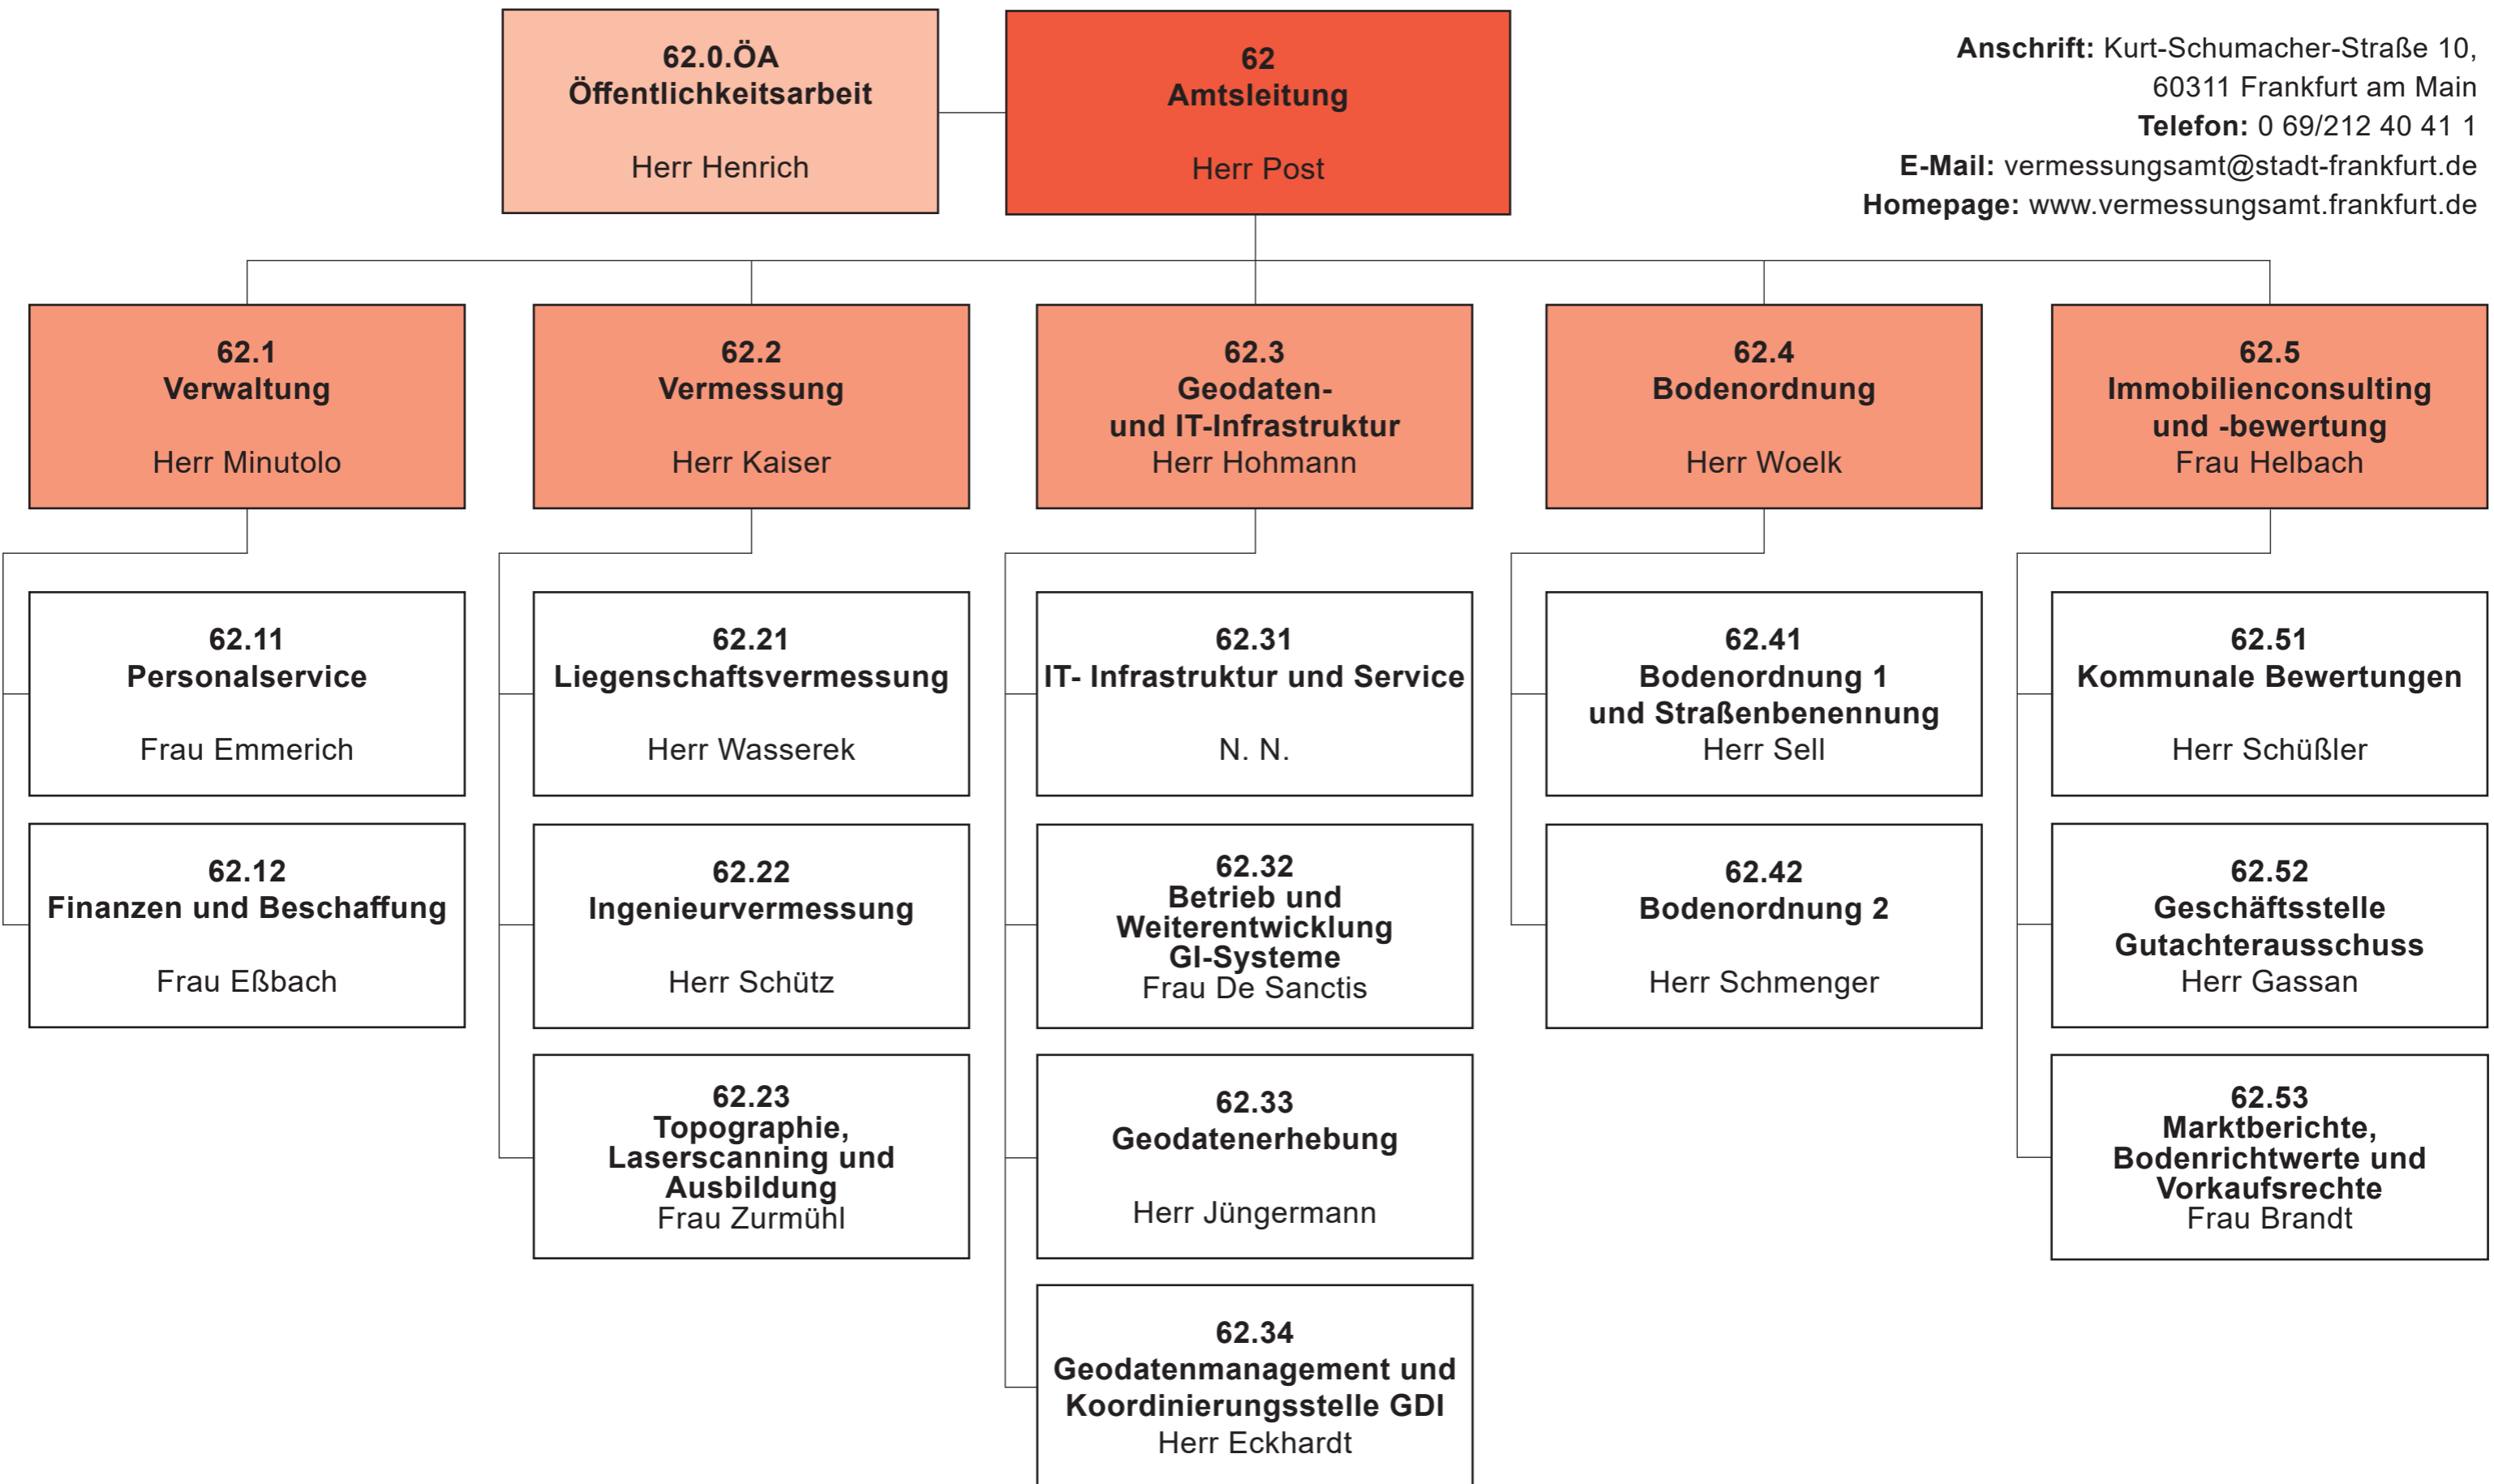 62.0.ÖA
Öffentlichkeitsarbeit
Herr Henrich
62
Amtsleitung
Herr Post
Anschrift: Kurt-Schumacher-Straße 10,
60311 Frankfurt am Main
Telefon: 0 69/212 40 41 1
E-Mail: vermessungsamt@stadt-frankfurt.de
Homepage: www.vermessungsamt.frankfurt.de
62.1
Verwaltung
Herr Minutolo
62.2
Vermessung
Herr Kaiser
62.3
Geodaten-
und IT-Infrastruktur
Herr Hohmann
62.4
Bodenordnung
Herr Woelk
62.5
Immobilienconsulting
und -bewertung
Frau Helbach
62.11
Personalservice
Frau Emmerich
62.21
Liegenschaftsvermessung
Herr Wasserek
62.31
IT- Infrastruktur und Service
N. N.
62.41
Bodenordnung 1
und Straßenbenennung
Herr Sell
62.51
Kommunale Bewertungen
Herr Schüßler
62.12
Finanzen und Beschaffung
Frau Eßbach
62.22
Ingenieurvermessung
Herr Schütz
62.32
Betrieb und
Weiterentwicklung
GI-Systeme
Frau De Sanctis
62.42
Bodenordnung 2
Herr Schmenger
62.52
Geschäftsstelle
Gutachterausschuss
Herr Gassan
62.23
Topographie,
Laserscanning und
Ausbildung
Frau Zurmühl
62.33
Geodatenerhebung
Herr Jüngermann
62.53
Marktberichte,
Bodenrichtwerte und
Vorkaufsrechte
Frau Brandt
62.34
Geodatenmanagement und
Koordinierungsstelle GDI
Herr Eckhardt